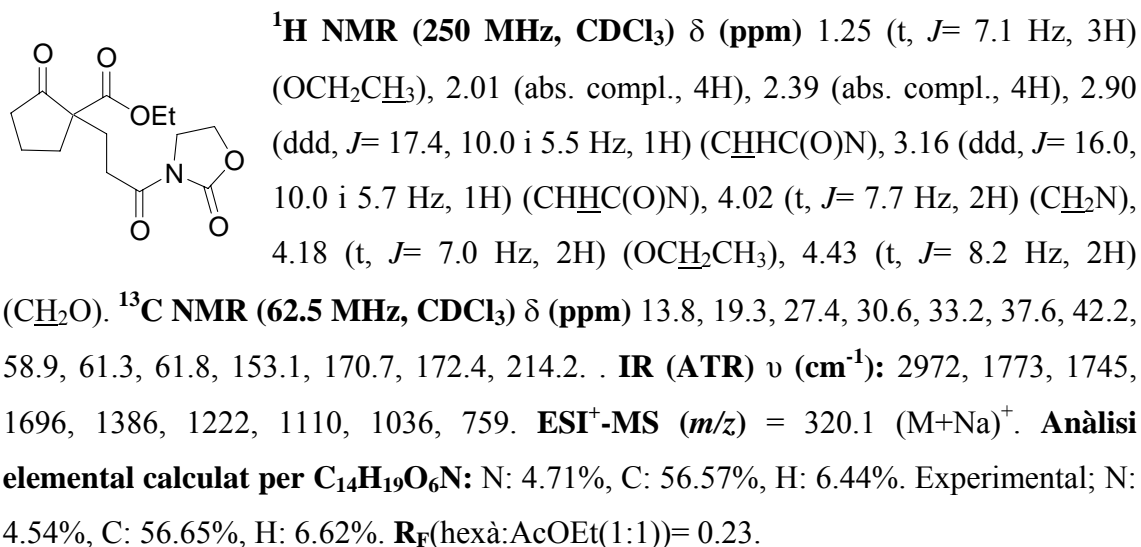 O
O
OEt
N
O
O
O
¹H NMR (250 MHz, CDCl₃) δ (ppm) 1.25 (t, J= 7.1 Hz, 3H)
(OCH₂CH₃), 2.01 (abs. compl., 4H), 2.39 (abs. compl., 4H), 2.90
(ddd, J= 17.4, 10.0 i 5.5 Hz, 1H) (CHHC(O)N), 3.16 (ddd, J= 16.0,
10.0 i 5.7 Hz, 1H) (CHHC(O)N), 4.02 (t, J= 7.7 Hz, 2H) (CH₂N),
4.18 (t, J= 7.0 Hz, 2H) (OCH₂CH₃), 4.43 (t, J= 8.2 Hz, 2H)
(CH₂O). ¹³C NMR (62.5 MHz, CDCl₃) δ (ppm) 13.8, 19.3, 27.4, 30.6, 33.2, 37.6, 42.2,
58.9, 61.3, 61.8, 153.1, 170.7, 172.4, 214.2. . IR (ATR) υ (cm⁻¹): 2972, 1773, 1745,
1696, 1386, 1222, 1110, 1036, 759. ESI⁺-MS (m/z) = 320.1 (M+Na)⁺. Anàlisi
elemental calculat per C₁₄H₁₉O₆N: N: 4.71%, C: 56.57%, H: 6.44%. Experimental; N:
4.54%, C: 56.65%, H: 6.62%. R_F(hexà:AcOEt(1:1))= 0.23.